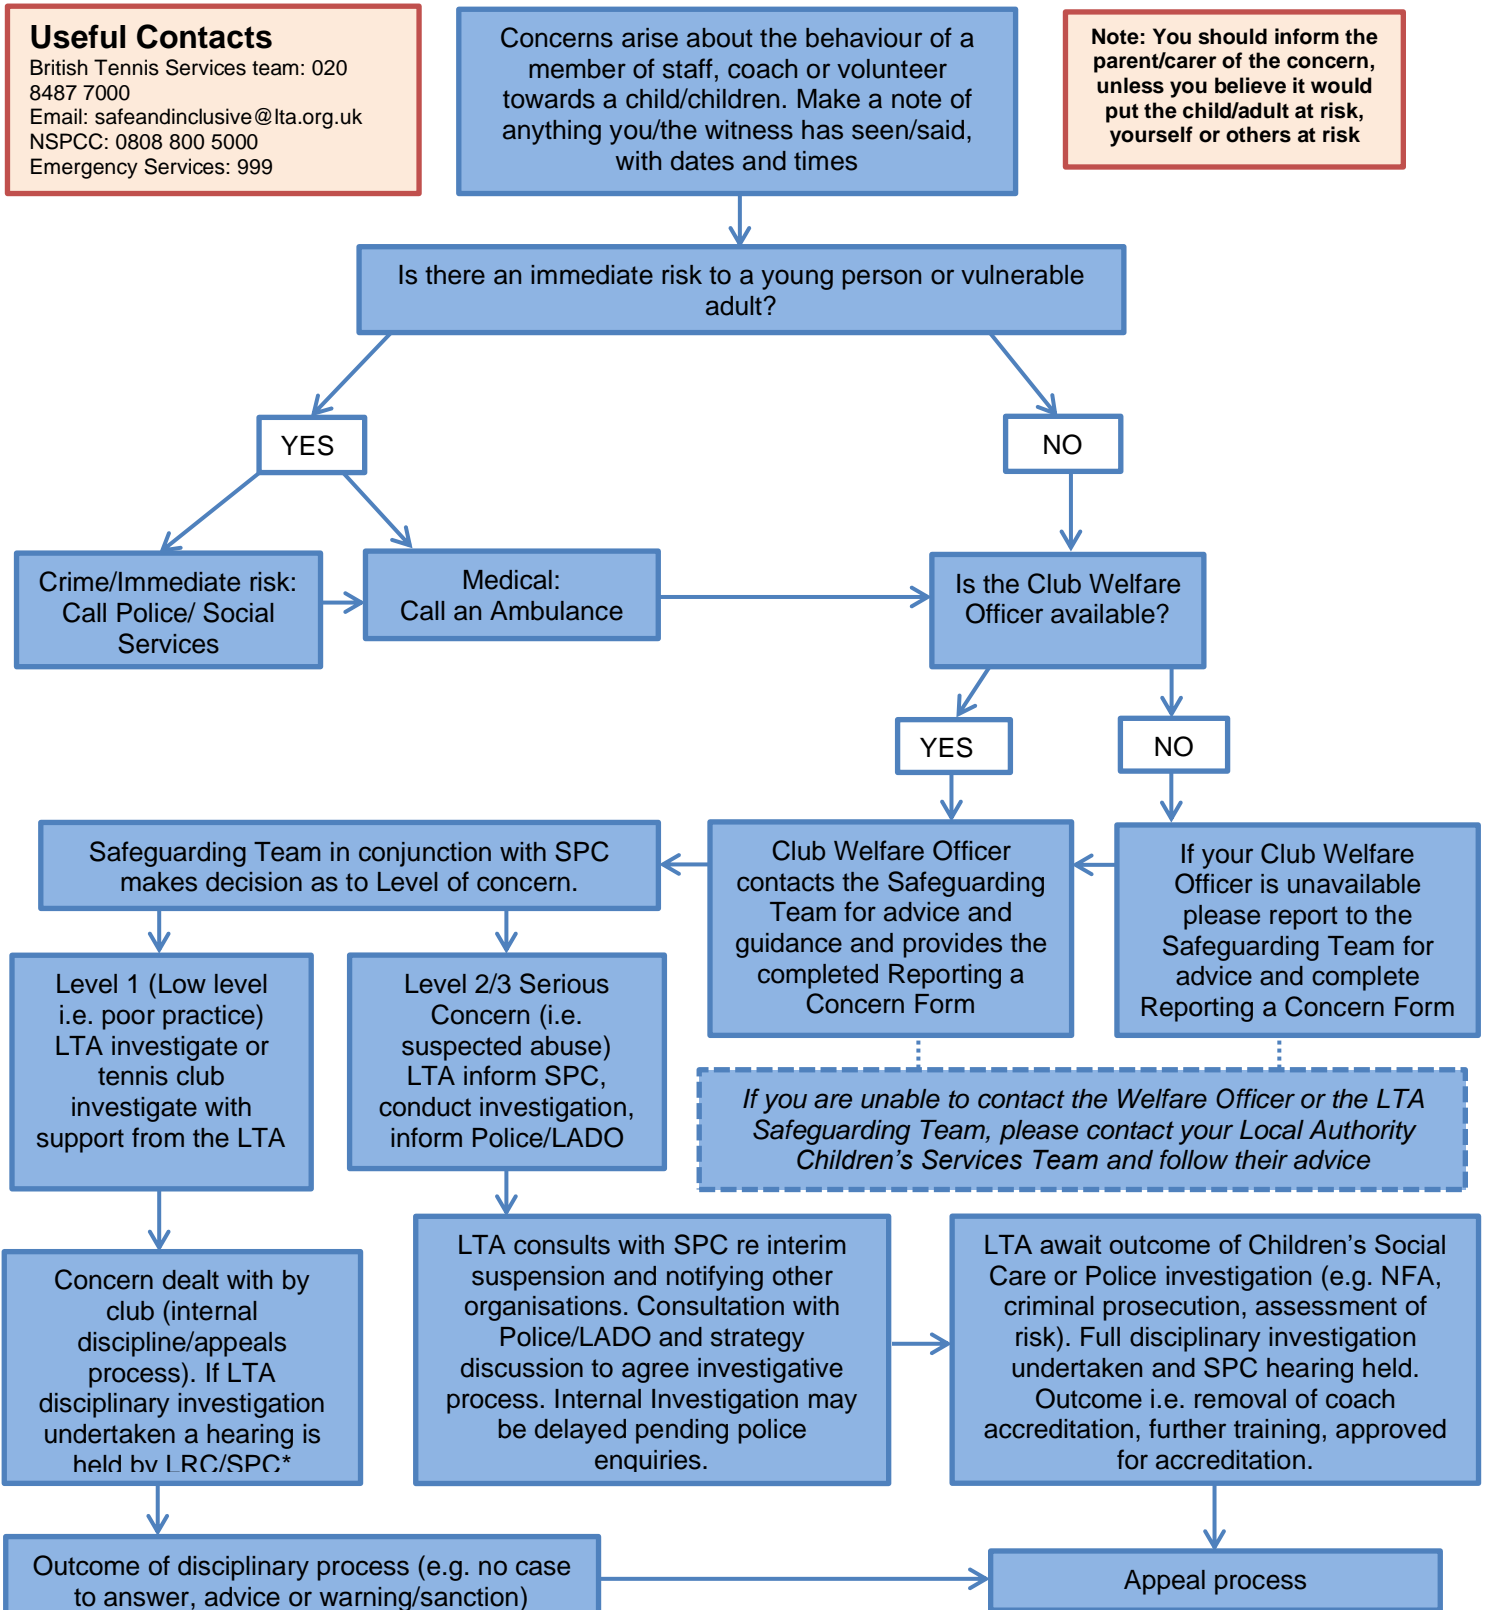 Useful Contacts
British Tennis Services team: 020
8487 7000
Email: safeandinclusive@lta.org.uk
NSPCC: 0808 800 5000
Emergency Services: 999
Concerns arise about the behaviour of a
member of staff, coach or volunteer
towards a child/children. Make a note of
anything you/the witness has seen/said,
with dates and times
Note: You should inform the
parent/carer of the concern,
unless you believe it would
put the child/adult at risk,
yourself or others at risk
Is there an immediate risk to a young person or vulnerable
adult?
YES
NO
Crime/Immediate risk:
Call Police/ Social
Services
Medical:
Call an Ambulance
Is the Club Welfare
Officer available?
YES
NO
Safeguarding Team in conjunction with SPC
makes decision as to Level of concern.
Club Welfare Officer
contacts the Safeguarding
Team for advice and
guidance and provides the
completed Reporting a
Concern Form
If your Club Welfare
Officer is unavailable
please report to the
Safeguarding Team for
advice and complete
Reporting a Concern Form
Level 1 (Low level
i.e. poor practice)
LTA investigate or
tennis club
investigate with
support from the LTA
Level 2/3 Serious
Concern (i.e.
suspected abuse)
LTA inform SPC,
conduct investigation,
inform Police/LADO
If you are unable to contact the Welfare Officer or the LTA
Safeguarding Team, please contact your Local Authority
Children's Services Team and follow their advice
Concern dealt with by
club (internal
discipline/appeals
process). If LTA
disciplinary investigation
undertaken a hearing is
held by LRC/SPC*
LTA consults with SPC re interim
suspension and notifying other
organisations. Consultation with
Police/LADO and strategy
discussion to agree investigative
process. Internal Investigation may
be delayed pending police
enquiries.
LTA await outcome of Children's Social
Care or Police investigation (e.g. NFA,
criminal prosecution, assessment of
risk). Full disciplinary investigation
undertaken and SPC hearing held.
Outcome i.e. removal of coach
accreditation, further training, approved
for accreditation.
Outcome of disciplinary process (e.g. no case
to answer, advice or warning/sanction)
Appeal process